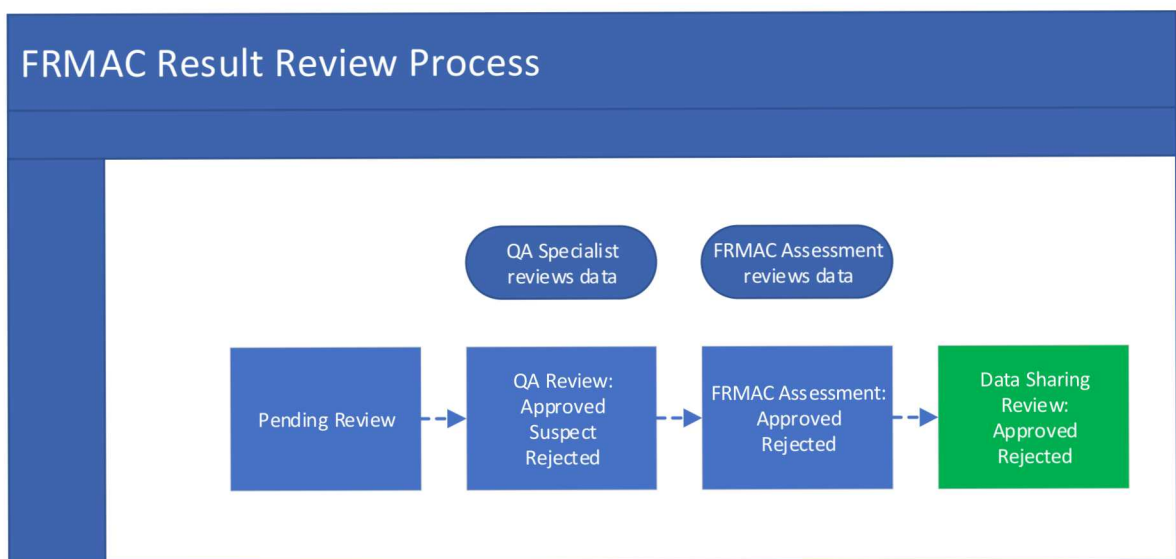 FRMAC Result Review Process
QA Specialist
reviews data
FRMAC Assessment
reviews data
Pending Review
QA Review:
Approved
Suspect
Rejected
FRMAC Assessment:
Approved
Rejected
Data Sharing
Review:
Approved
Rejected